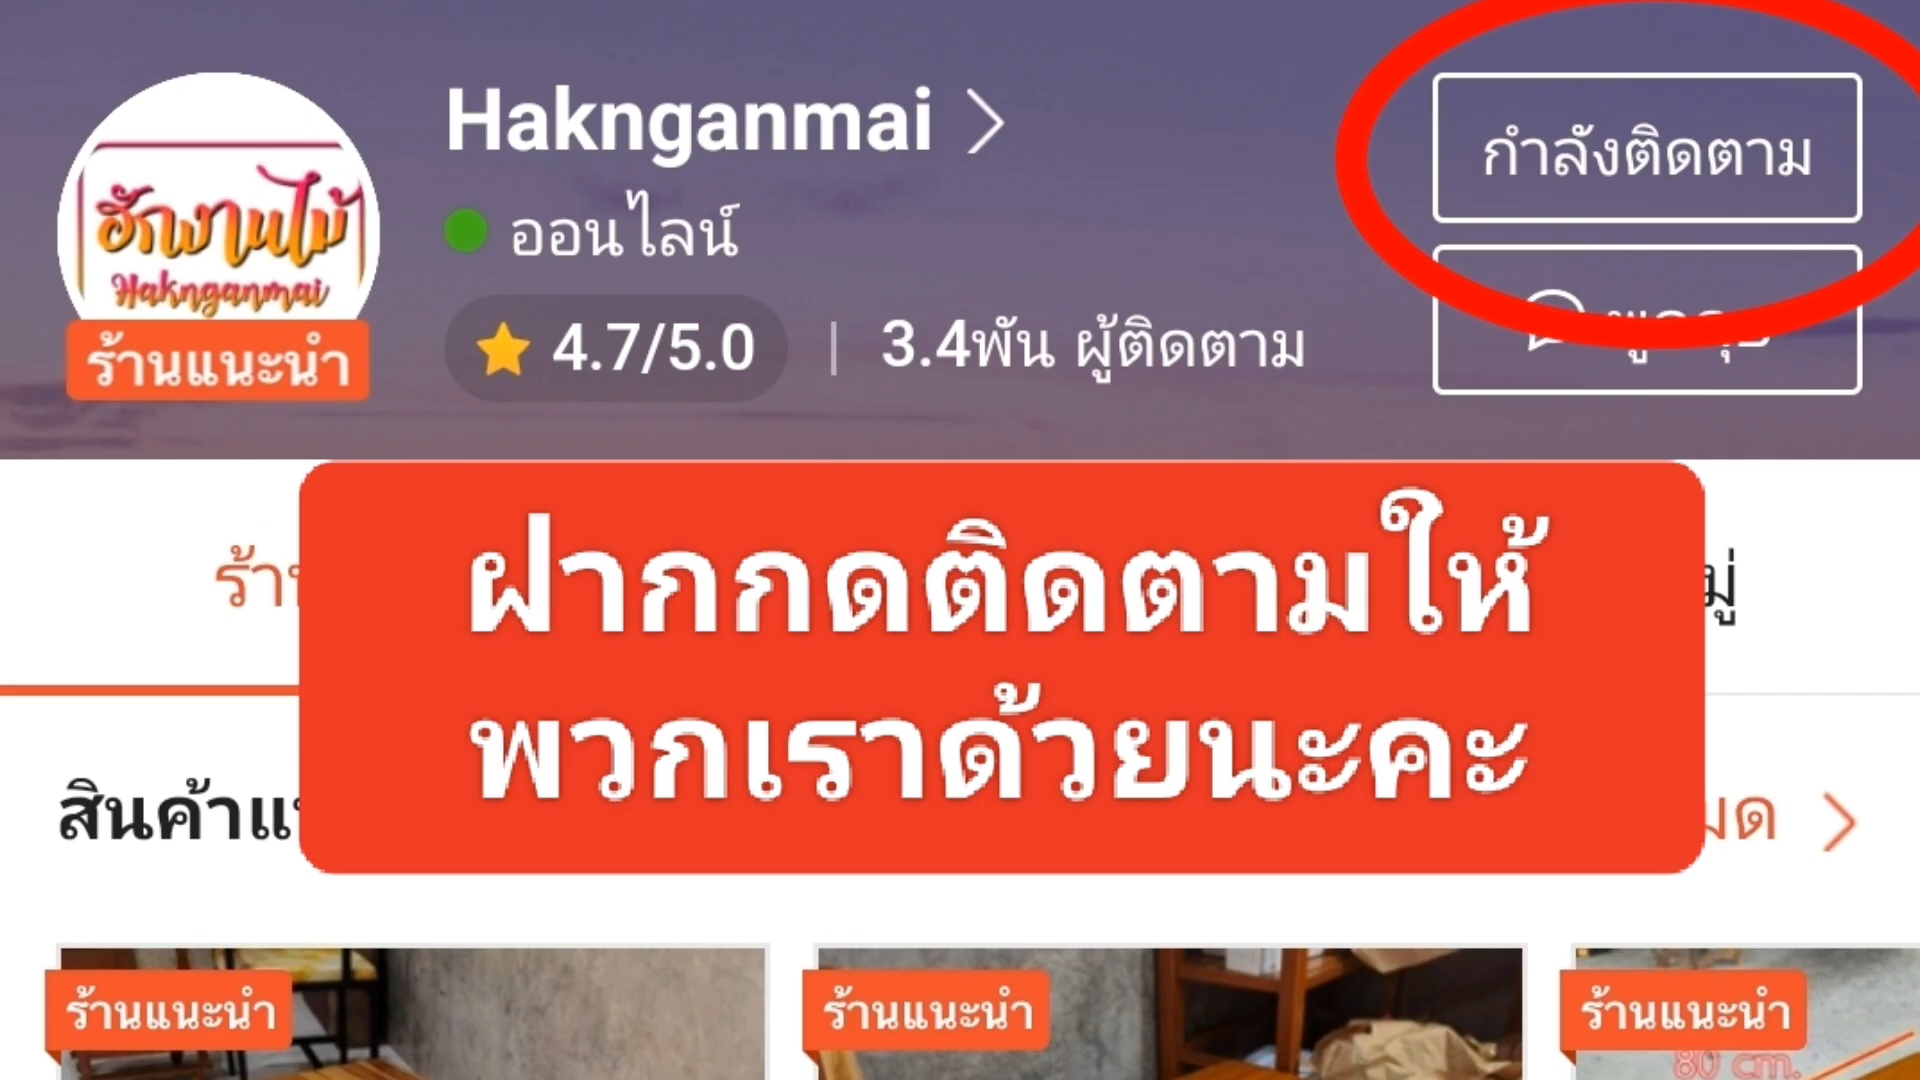 Haknganmai
กำลังติดตาม
ฮักงานไม้
Haknganmai
ออนไลน์
ร้านแนะนำ
4.7/5.0
3.4พัน ผู้ติดตาม
ฝากกดติดตามให้
พวกเราด้วยนะคะ
ร้านแนะนำ
ร้านแนะนำ
ร้านแนะนำ
80 cm.